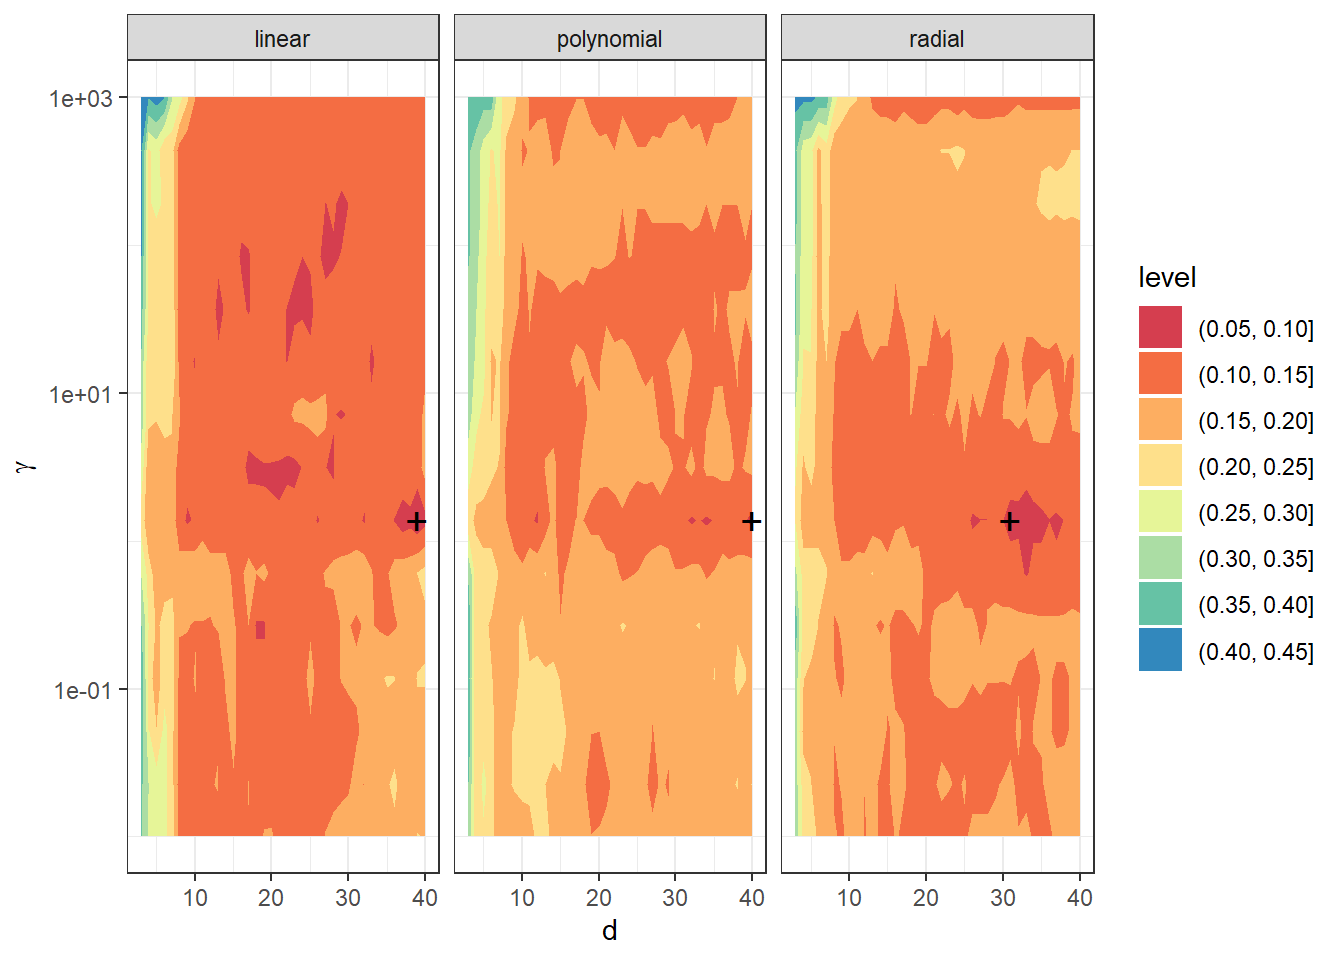 linear
polynomial
radial
1e+03
1e+01
1e-01
γ
10 20 30 40
10 20 30 40
10 20 30 40
d
level
(0.05, 0.10]
(0.10, 0.15]
(0.15, 0.20]
(0.20, 0.25]
(0.25, 0.30]
(0.30, 0.35]
(0.35, 0.40]
(0.40, 0.45]